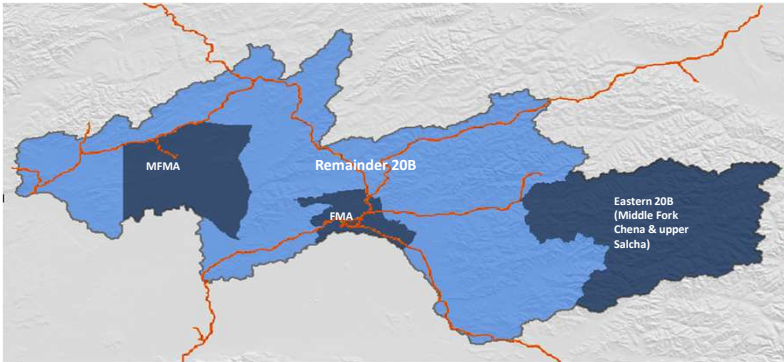 MFMA
Remainder 20B
FMA
Eastern 20B
(Middle Fork
Chena & upper
Salcha)